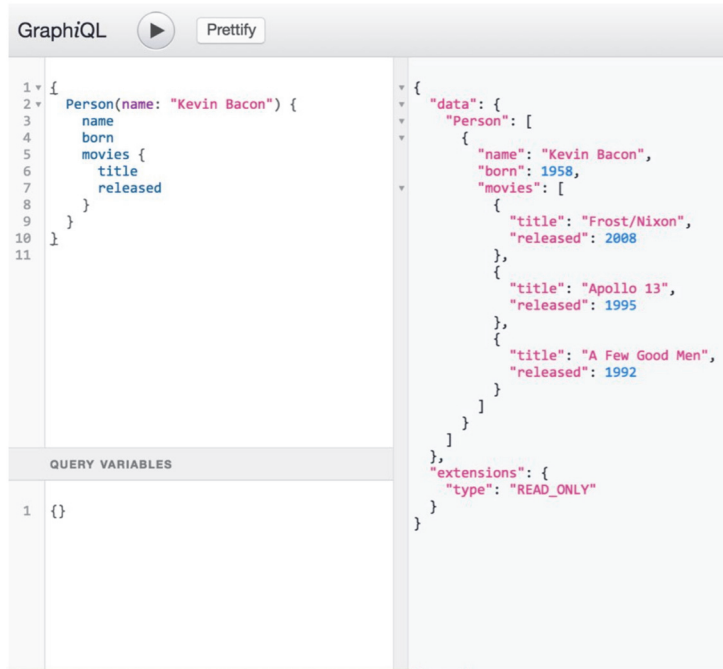 GraphiQL
Prettify
1 {
2 Person(name: "Kevin Bacon") {
3 name
4 born
5 movies {
6 title
7 released
8 }
9 }
10 }
11
QUERY VARIABLES
1 {}
{
"data": {
"Person": [
{
"name": "Kevin Bacon",
"born": 1958,
"movies": [
{
"title": "Frost/Nixon",
"released": 2008
},
{
"title": "Apollo 13",
"released": 1995
},
{
"title": "A Few Good Men",
"released": 1992
}
]
}
]
},
"extensions": {
"type": "READ_ONLY"
}
}